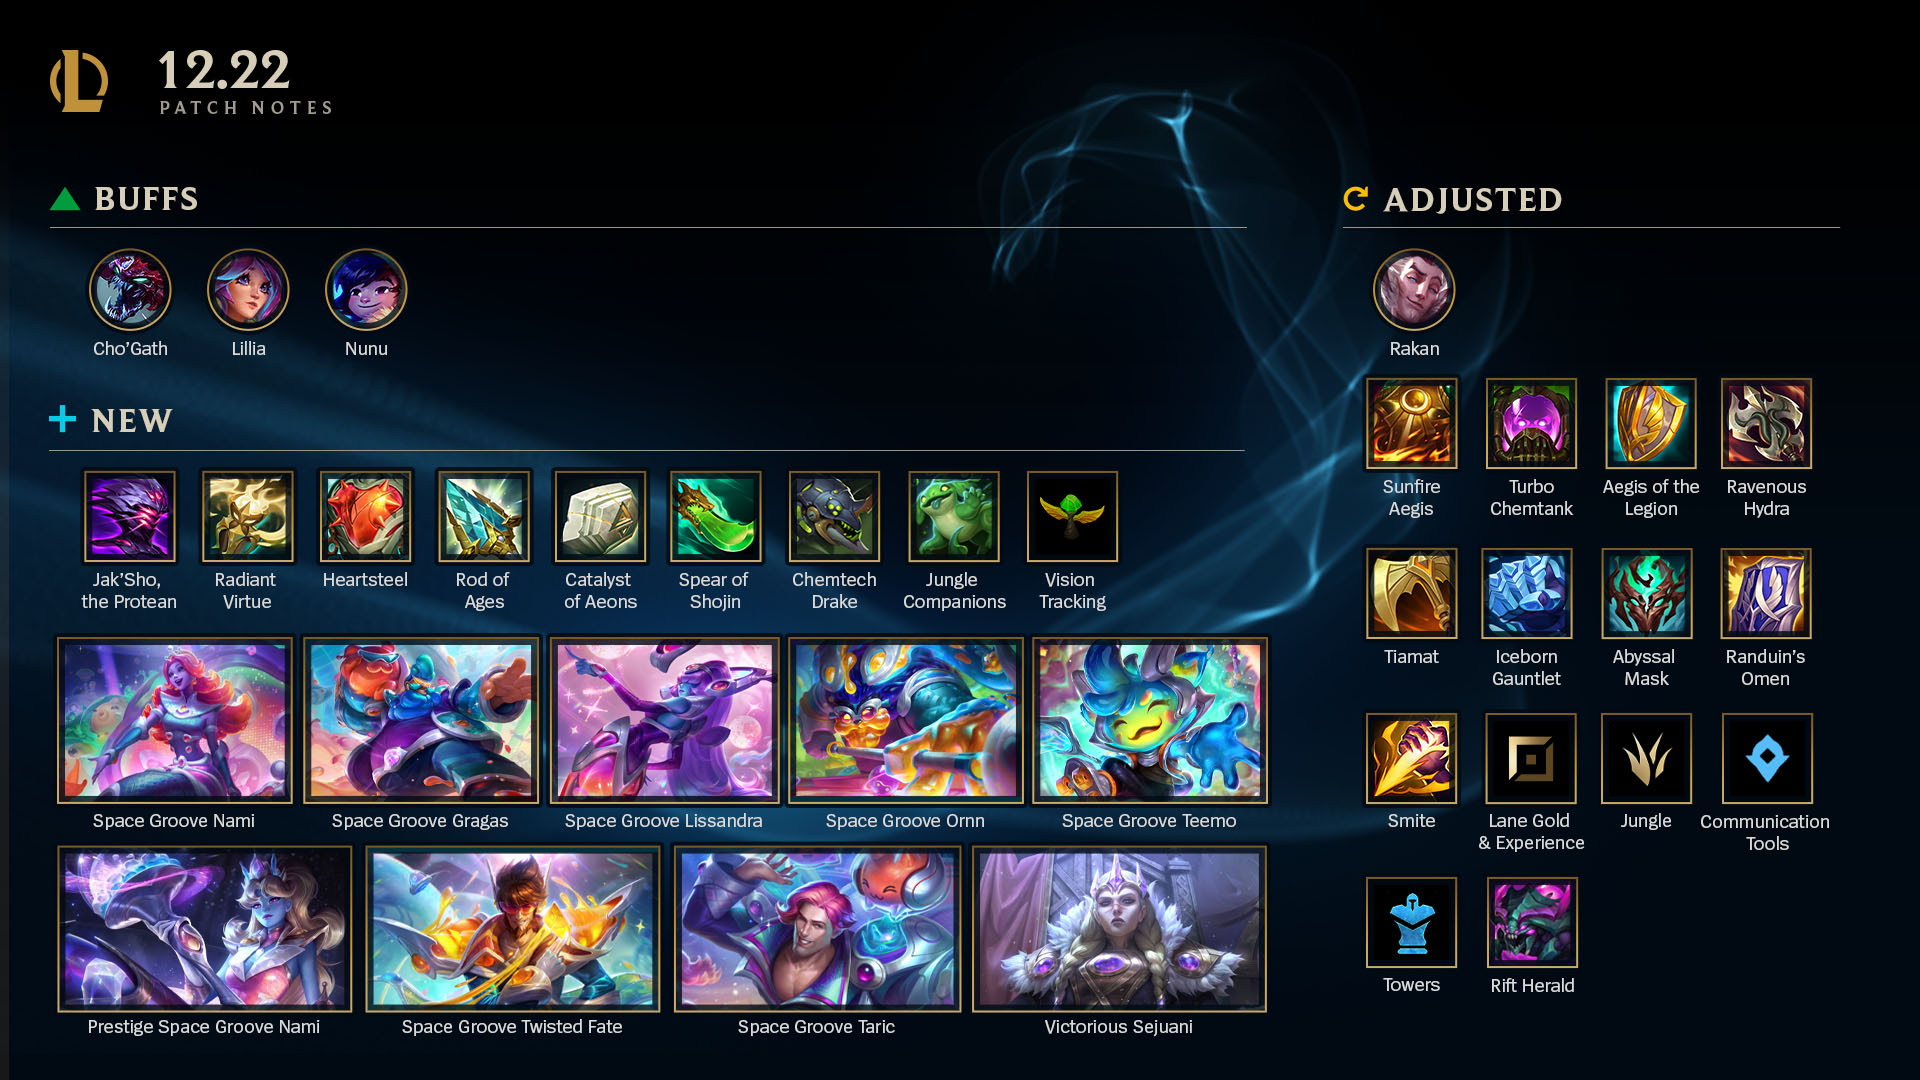 12.22
PATCH NOTES
BUFFS
Cho'Gath
Lillia
Nunu
NEW
Jak'Sho,
the Protean
Radiant
Virtue
Heartsteel
Rod of
Ages
Catalyst
of Aeons
Spear of
Shojin
Chemtech
Drake
Jungle
Companions
Vision
Tracking
Space Groove Nami
Space Groove Gragas
Space Groove Lissandra
Space Groove Ornn
Space Groove Teemo
Prestige Space Groove Nami
Space Groove Twisted Fate
Space Groove Taric
Victorious Sejuani
ADJUSTED
Rakan
Sunfire
Aegis
Turbo
Chemtank
Aegis of the
Legion
Ravenous
Hydra
Tiamat
Iceborn
Gauntlet
Abyssal
Mask
Randuin's
Omen
Smite
Lane Gold
& Experience
Jungle
Communication
Tools
Towers
Rift Herald